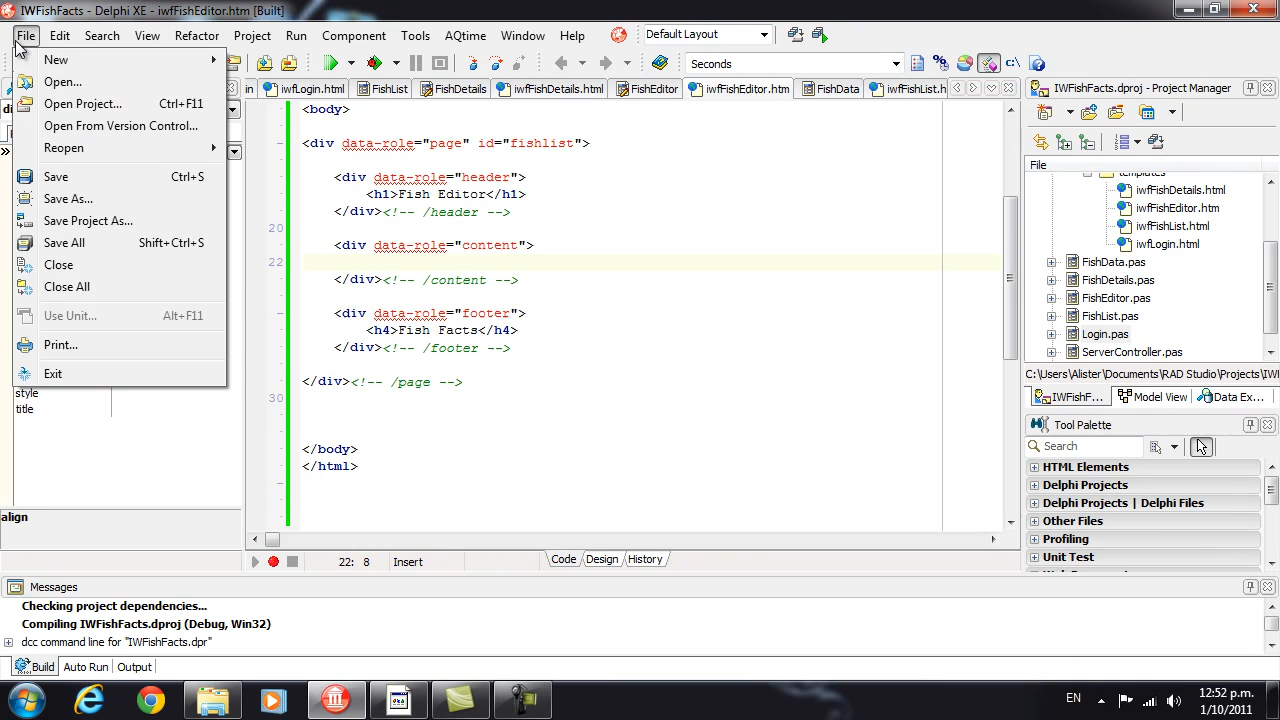 IWFishFacts - Delphi XE - iwfFishEditor.htm [Built]
File Edit Search View Refactor Project Run Component Tools AQtime Window Help
Default Layout
Seconds
New
Open...
Open Project... Ctrl+F11
Open From Version Control...
Reopen
Save Ctrl+S
Save As...
Save Project As...
Save All Shift+Ctrl+S
Close
Close All
Use Unit... Alt+F11
Print...
Exit
style
title
align
in iwfLogin.html FishList FishDetails iwfFishDetails.html FishEditor iwfFishEditor.htm FishData iwfFishList.h
<body>
<div data-role="page" id="fishlist">
<div data-role="header">
<h1>Fish Editor</h1>
</div><!-- /header -->
20
<div data-role="content">
22
</div><!-- /content -->
<div data-role="footer">
<h4>Fish Facts</h4>
</div><!-- /footer -->
</div><!-- /page -->
30
</body>
</html>
22: 8 Insert
Code Design History
IWFishFacts.dproj - Project Manager
File
templates
iwfFishDetails.html
iwfFishEditor.htm
iwfFishList.html
iwfLogin.html
FishData.pas
FishDetails.pas
FishEditor.pas
FishList.pas
Login.pas
ServerController.pas
C:\Users\Alister\Documents\RAD Studio\Projects\IWI
IWFishF... Model View Data Ex...
Tool Palette
Search
HTML Elements
Delphi Projects
Delphi Projects | Delphi Files
Other Files
Profiling
Unit Test
Messages
Checking project dependencies...
Compiling IWFishFacts.dproj (Debug, Win32)
dcc command line for "IWFishFacts.dpr"
Build Auto Run Output
EN
12:52 p.m.
1/10/2011